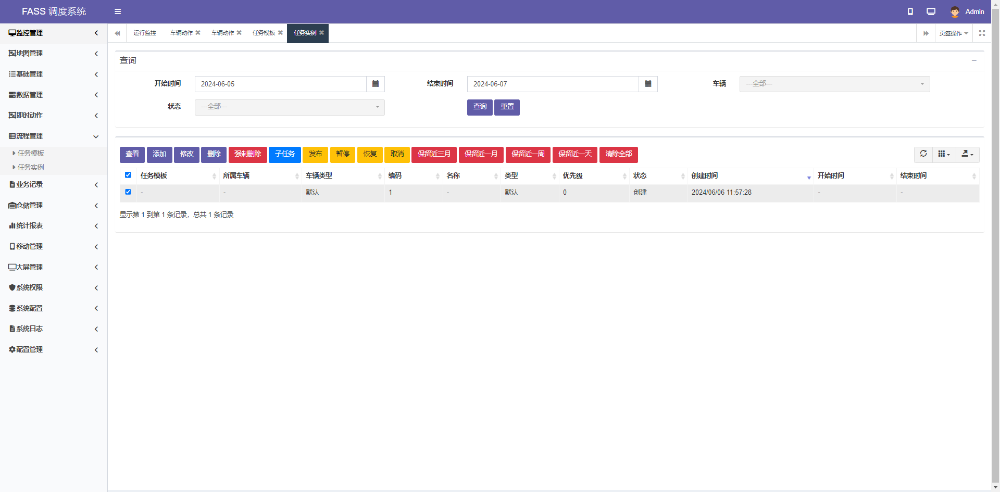 FASS 调度系统
Admin
监控管理
地图管理
基础管理
数据管理
即时动作
流程管理
任务模板
任务实例
业务记录
仓储管理
统计报表
移动管理
大屏管理
系统权限
系统配置
系统日志
配置管理
运行监控 车辆动作 车辆动作 任务模板 任务实例 页签操作
查询
开始时间 2024-06-05 结束时间 2024-06-07 车辆 ---全部---
状态 ---全部--- 查询 重置
查看 添加 修改 删除 强制删除 子任务 发布 暂停 恢复 取消 保留近三月 保留近一月 保留近一周 保留近一天 清除全部
任务模板 所属车辆 车辆类型 编码 名称 类型 优先级 状态 创建时间 开始时间 结束时间
- - 默认 1 - 默认 0 创建 2024/06/06 11:57:28 - -
显示第 1 到第 1 条记录，总共 1 条记录